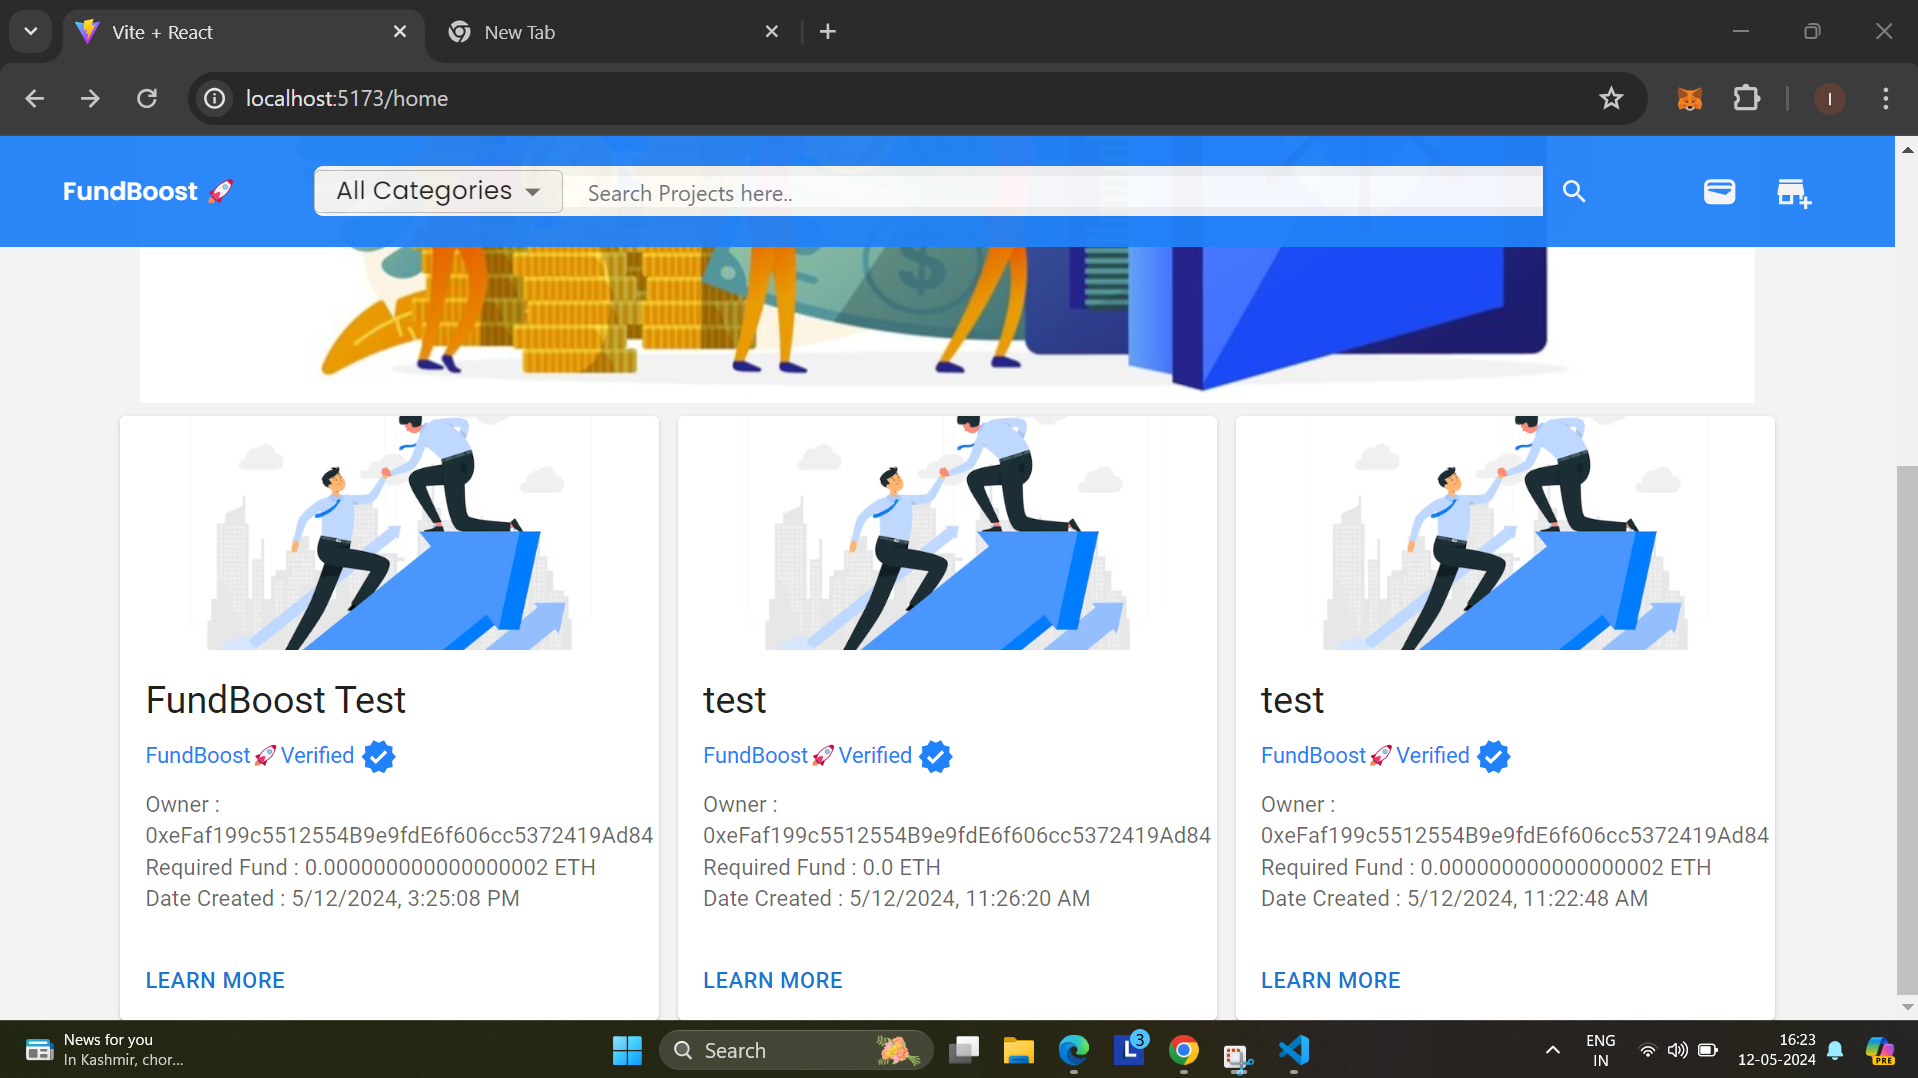 Vite + React
New Tab
localhost:5173/home
I
FundBoost 🚀
All Categories
Search Projects here..
FundBoost Test
FundBoost🚀Verified
Owner :
0xeFaf199c5512554B9e9fdE6f606cc5372419Ad84
Required Fund : 0.000000000000000002 ETH
Date Created : 5/12/2024, 3:25:08 PM
LEARN MORE
test
FundBoost🚀Verified
Owner :
0xeFaf199c5512554B9e9fdE6f606cc5372419Ad84
Required Fund : 0.0 ETH
Date Created : 5/12/2024, 11:26:20 AM
LEARN MORE
test
FundBoost🚀Verified
Owner :
0xeFaf199c5512554B9e9fdE6f606cc5372419Ad84
Required Fund : 0.000000000000000002 ETH
Date Created : 5/12/2024, 11:22:48 AM
LEARN MORE
News for you
In Kashmir, chor...
Search
L
3
ENG
IN
16:23
12-05-2024
PRE